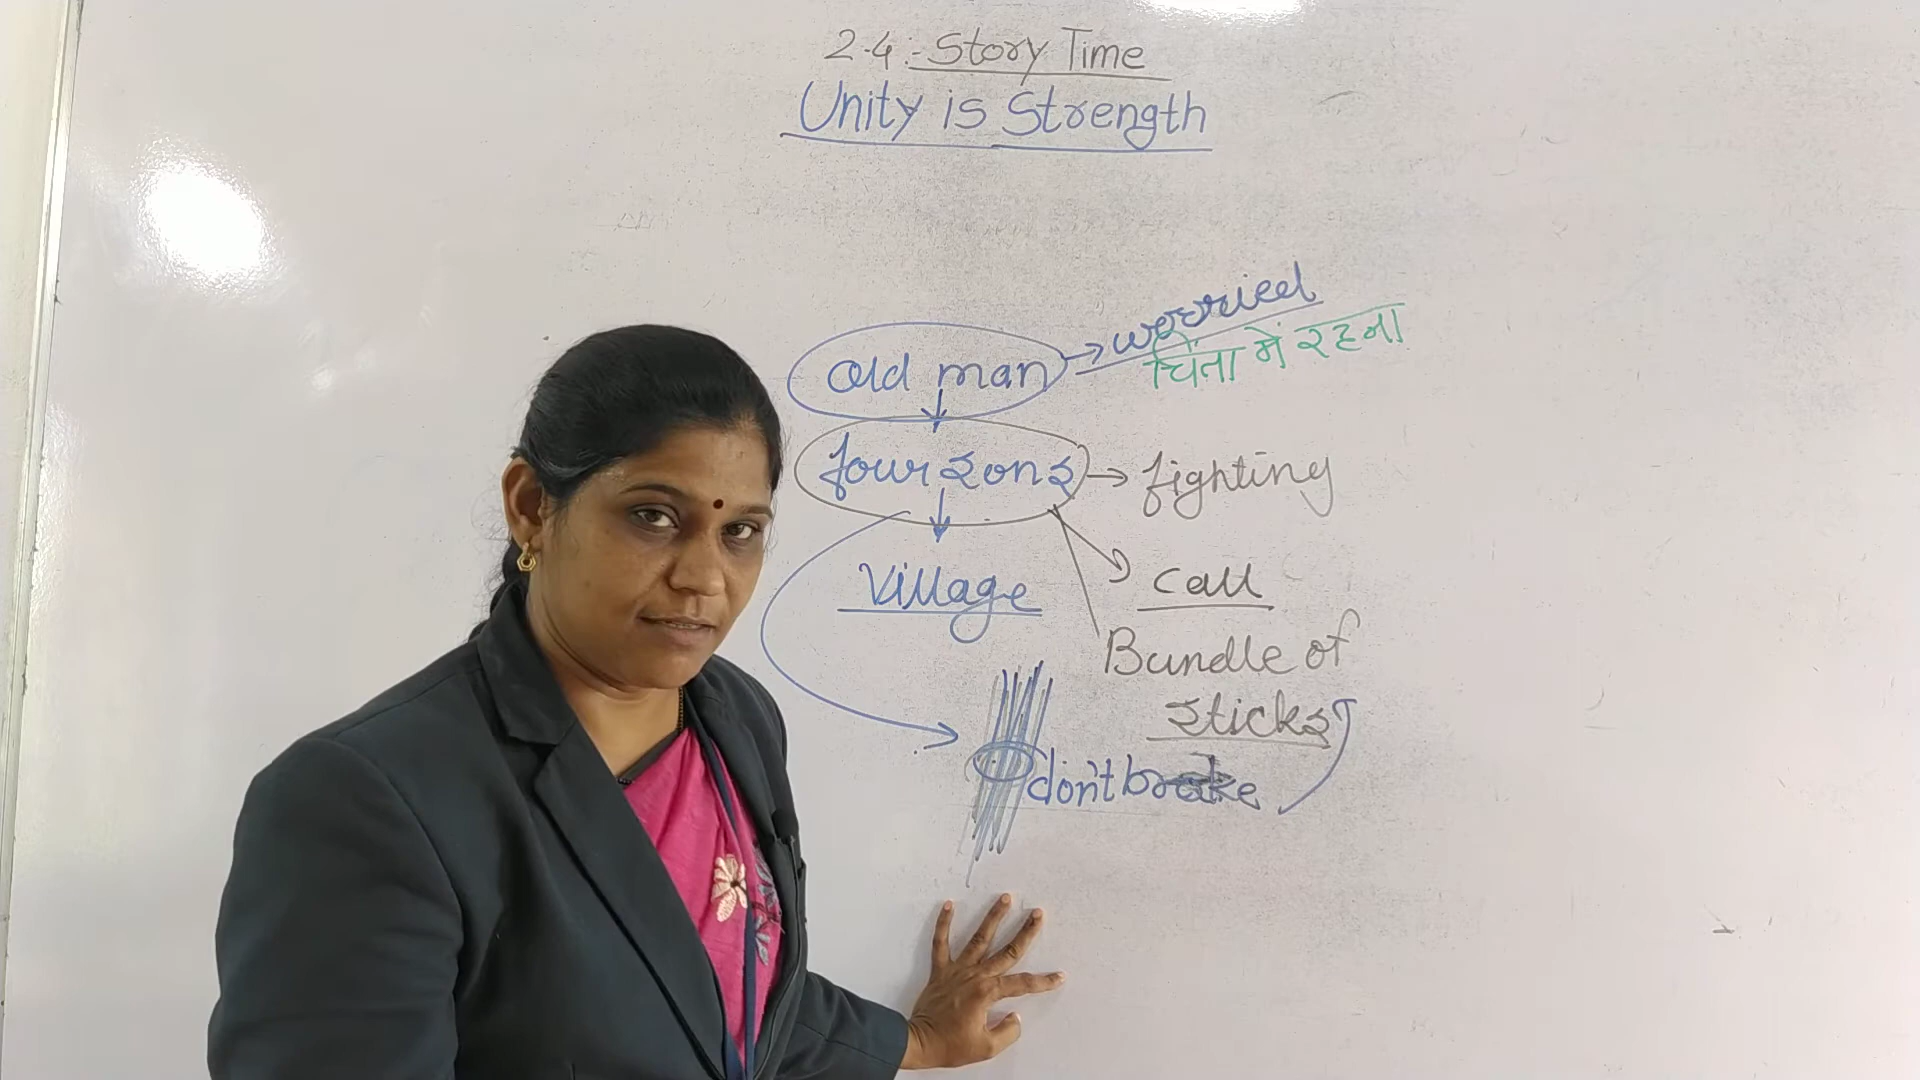 2.4:- Story Time
Unity is Strength
old man → worried
चिंता में रहना
four sons → fighting
Village
call
Bundle of
sticks
don't brake